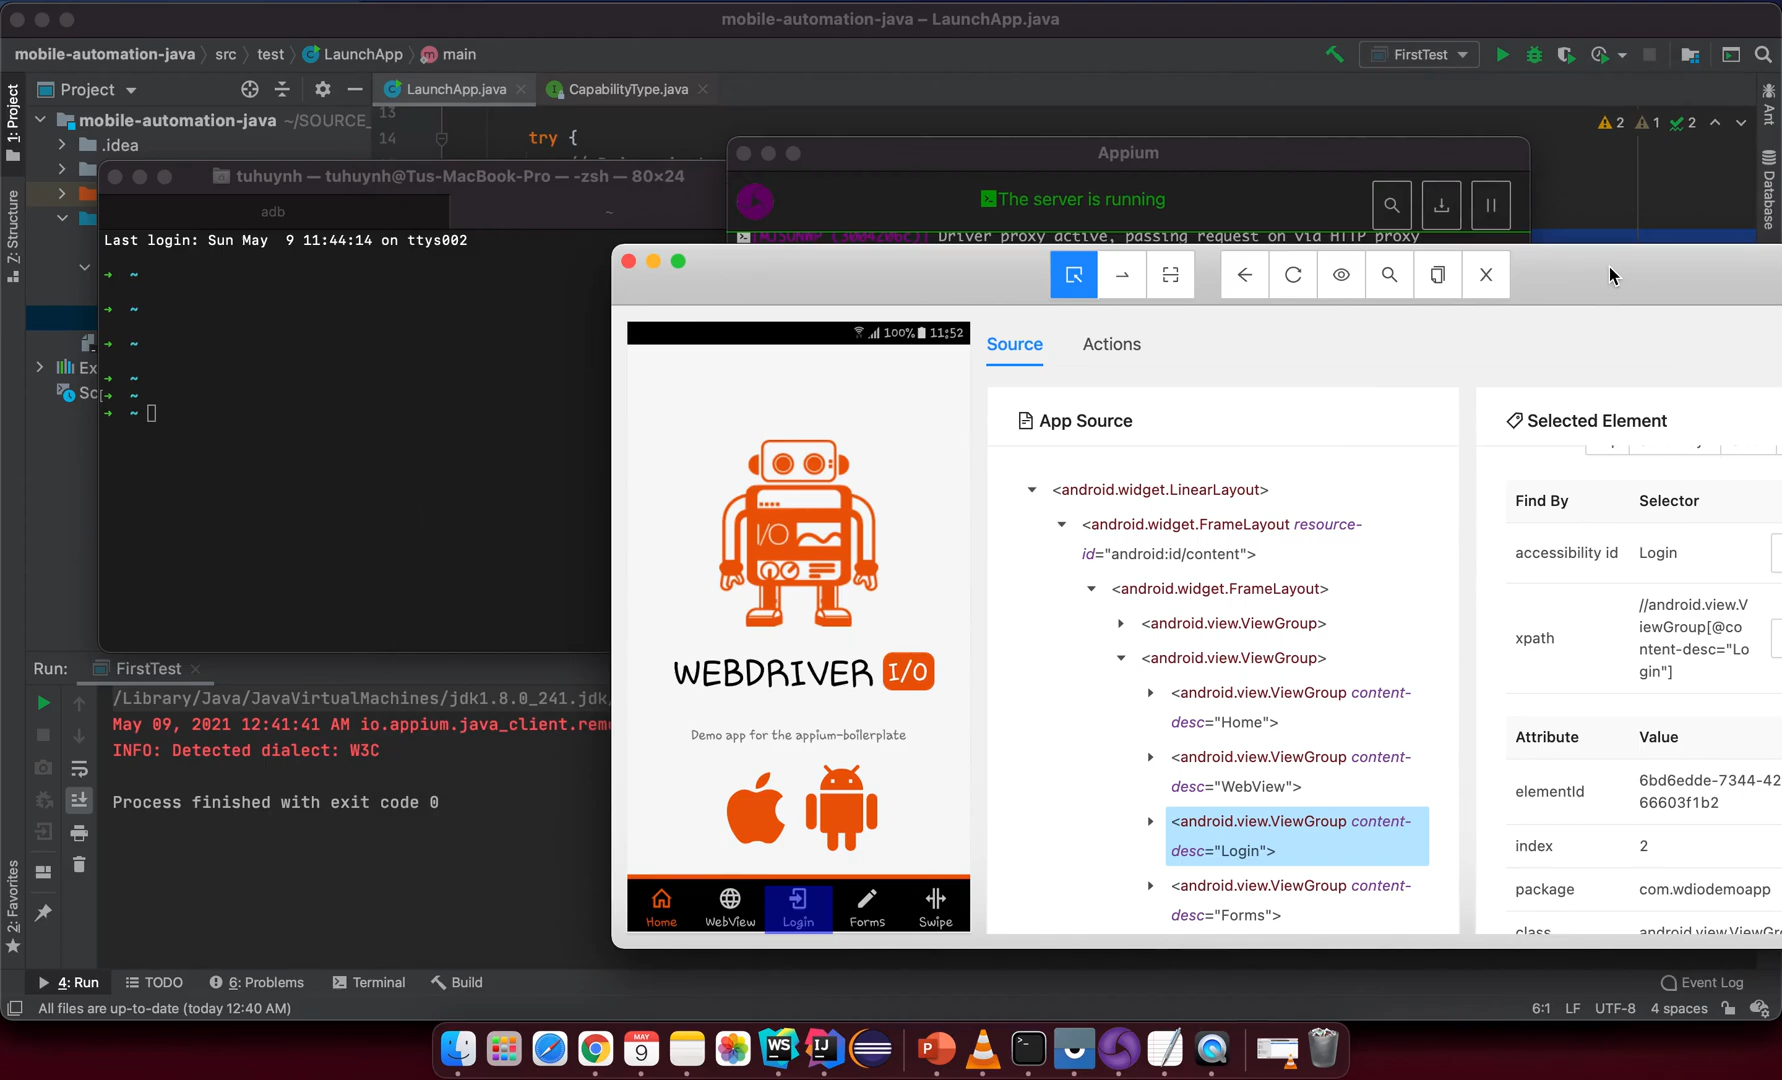 mobile-automation-java – LaunchApp.java
mobile-automation-java
src
test
LaunchApp
main
FirstTest
1: Project
Project
LaunchApp.java
CapabilityType.java
2
1
2
Ant
mobile-automation-java ~/SOURCE_
.idea
13
14
try {
Database
Z: Structure
tuhuynh — tuhuynh@Tus-MacBook-Pro — -zsh — 80×24
adb
~
Last login: Sun May  9 11:44:14 on ttys002
➜  ~
➜  ~
➜  ~
➜  ~
➜  ~
➜  ~
Ex
Sc
Appium
The server is running
Driver proxy active, passing request on via HTTP proxy
100%
11:52
I/O
WEBDRIVER I/O
Demo app for the appium-boilerplate
Home
WebView
Login
Forms
Swipe
Source
Actions
App Source
<android.widget.LinearLayout>
<android.widget.FrameLayout resource-
id="android:id/content">
<android.widget.FrameLayout>
<android.view.ViewGroup>
<android.view.ViewGroup>
<android.view.ViewGroup content-
desc="Home">
<android.view.ViewGroup content-
desc="WebView">
<android.view.ViewGroup content-
desc="Login">
<android.view.ViewGroup content-
desc="Forms">
Selected Element
Find By
Selector
accessibility id
Login
xpath
//android.view.V
iewGroup[@co
ntent-desc="Lo
gin"]
Attribute
Value
elementId
6bd6edde-7344-42
66603f1b2
index
2
package
com.wdiodemoapp
class
android.view.ViewGr
Run:
FirstTest
/Library/Java/JavaVirtualMachines/jdk1.8.0_241.jdk/
May 09, 2021 12:41:41 AM io.appium.java_client.rem
INFO: Detected dialect: W3C
Process finished with exit code 0
2: Favorites
4: Run
TODO
6: Problems
Terminal
Build
Event Log
All files are up-to-date (today 12:40 AM)
6:1
LF
UTF-8
4 spaces
MAY
9
WS
IJ
P